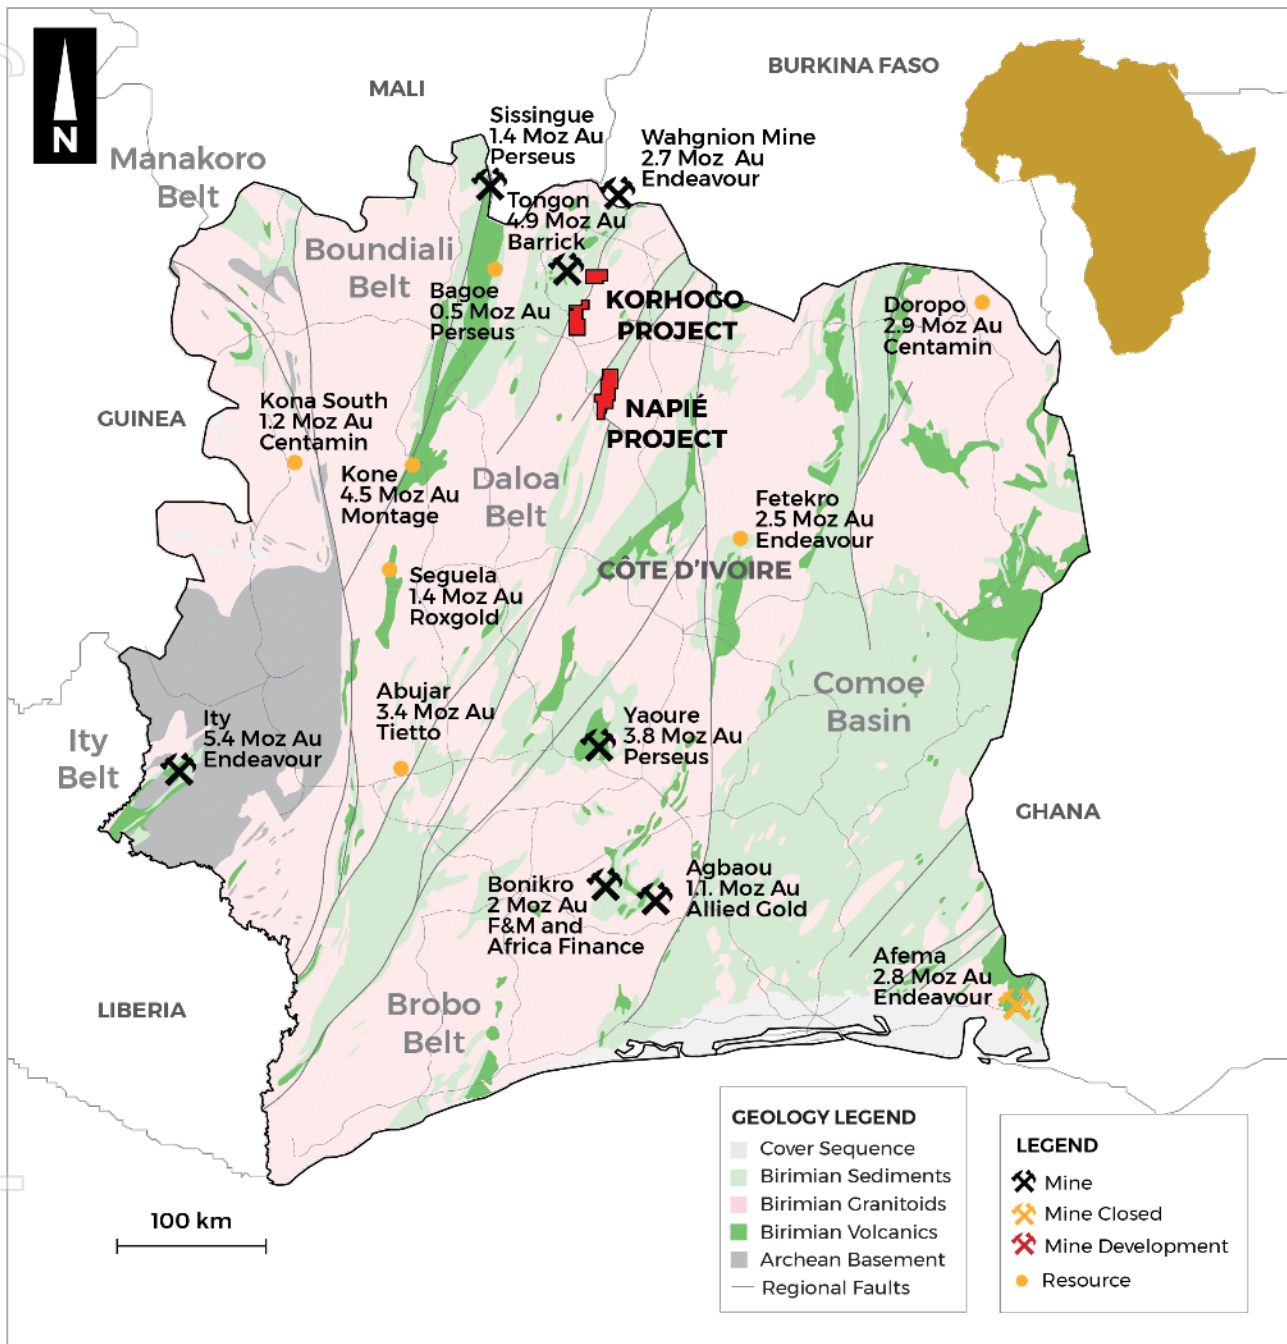 N
MALI
BURKINA FASO
Manakoro
Belt
Sissingue
1.4 Moz Au
Perseus
Wahgnion Mine
2.7 Moz Au
Endeavour
Tongon
4.9 Moz Au
Barrick
Boundiali
Belt
Bagoe
0.5 Moz Au
Perseus
KORHOGO
PROJECT
Doropo
2.9 Moz Au
Centamin
GUINEA
Kona South
1.2 Moz Au
Centamin
NAPIÉ
PROJECT
Kone
4.5 Moz Au
Montage
Daloa
Belt
Fetekro
2.5 Moz Au
Endeavour
CÔTE D'IVOIRE
Seguela
1.4 Moz Au
Roxgold
Comoe
Basin
Abujar
3.4 Moz Au
Tietto
Ity
Belt
Ity
5.4 Moz Au
Endeavour
Yaoure
3.8 Moz Au
Perseus
GHANA
Bonikro
2 Moz Au
F&M and
Africa Finance
Agbaou
1.1. Moz Au
Allied Gold
Afema
2.8 Moz Au
Endeavour
LIBERIA
Brobo
Belt
100 km
GEOLOGY LEGEND
Cover Sequence
Birimian Sediments
Birimian Granitoids
Birimian Volcanics
Archean Basement
Regional Faults
LEGEND
Mine
Mine Closed
Mine Development
Resource